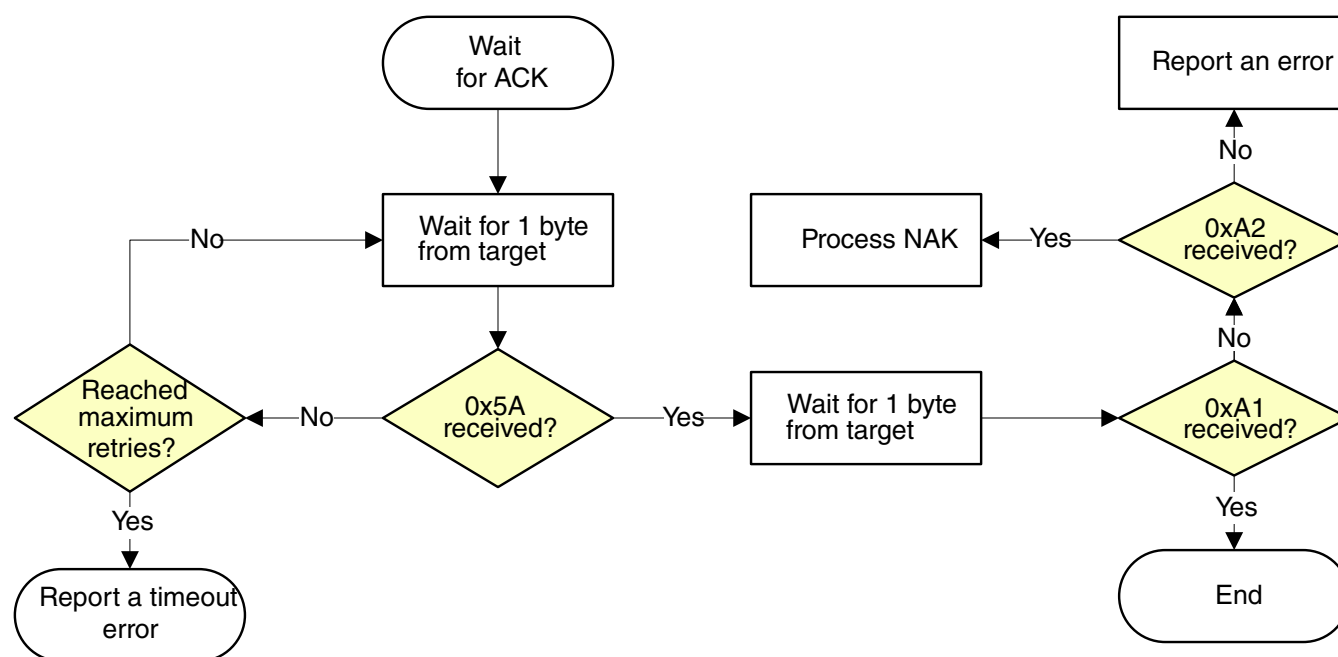 Wait
for ACK
Report an error
No
Wait for 1 byte
from target
No
Process NAK
Yes
0xA2
received?
No
Reached
maximum
retries?
No
0x5A
received?
Yes
Wait for 1 byte
from target
0xA1
received?
Yes
Yes
Report a timeout
error
End